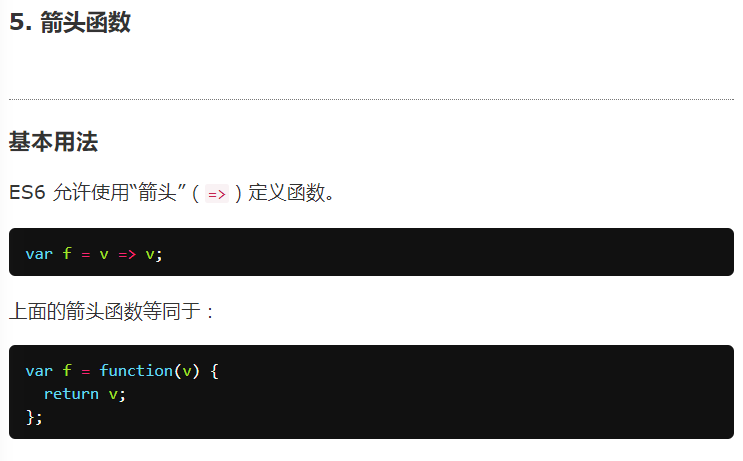 5. 箭头函数
基本用法
ES6 允许使用“箭头”（ => ）定义函数。
var f = v => v;
上面的箭头函数等同于：
var f = function(v) {
  return v;
};